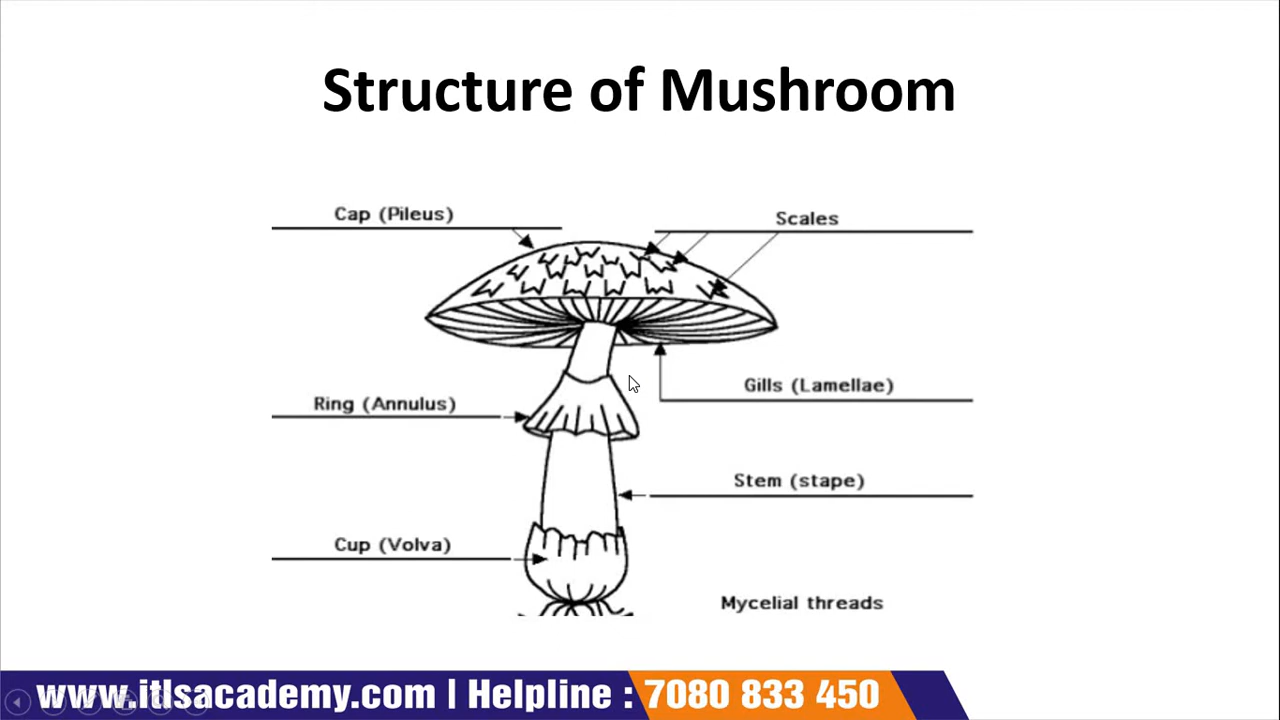 Structure of Mushroom
Cap (Pileus)
Scales
Gills (Lamellae)
Ring (Annulus)
Stem (stape)
Cup (Volva)
Mycelial threads
www.itlsacademy.com | Helpline : 7080 833 450